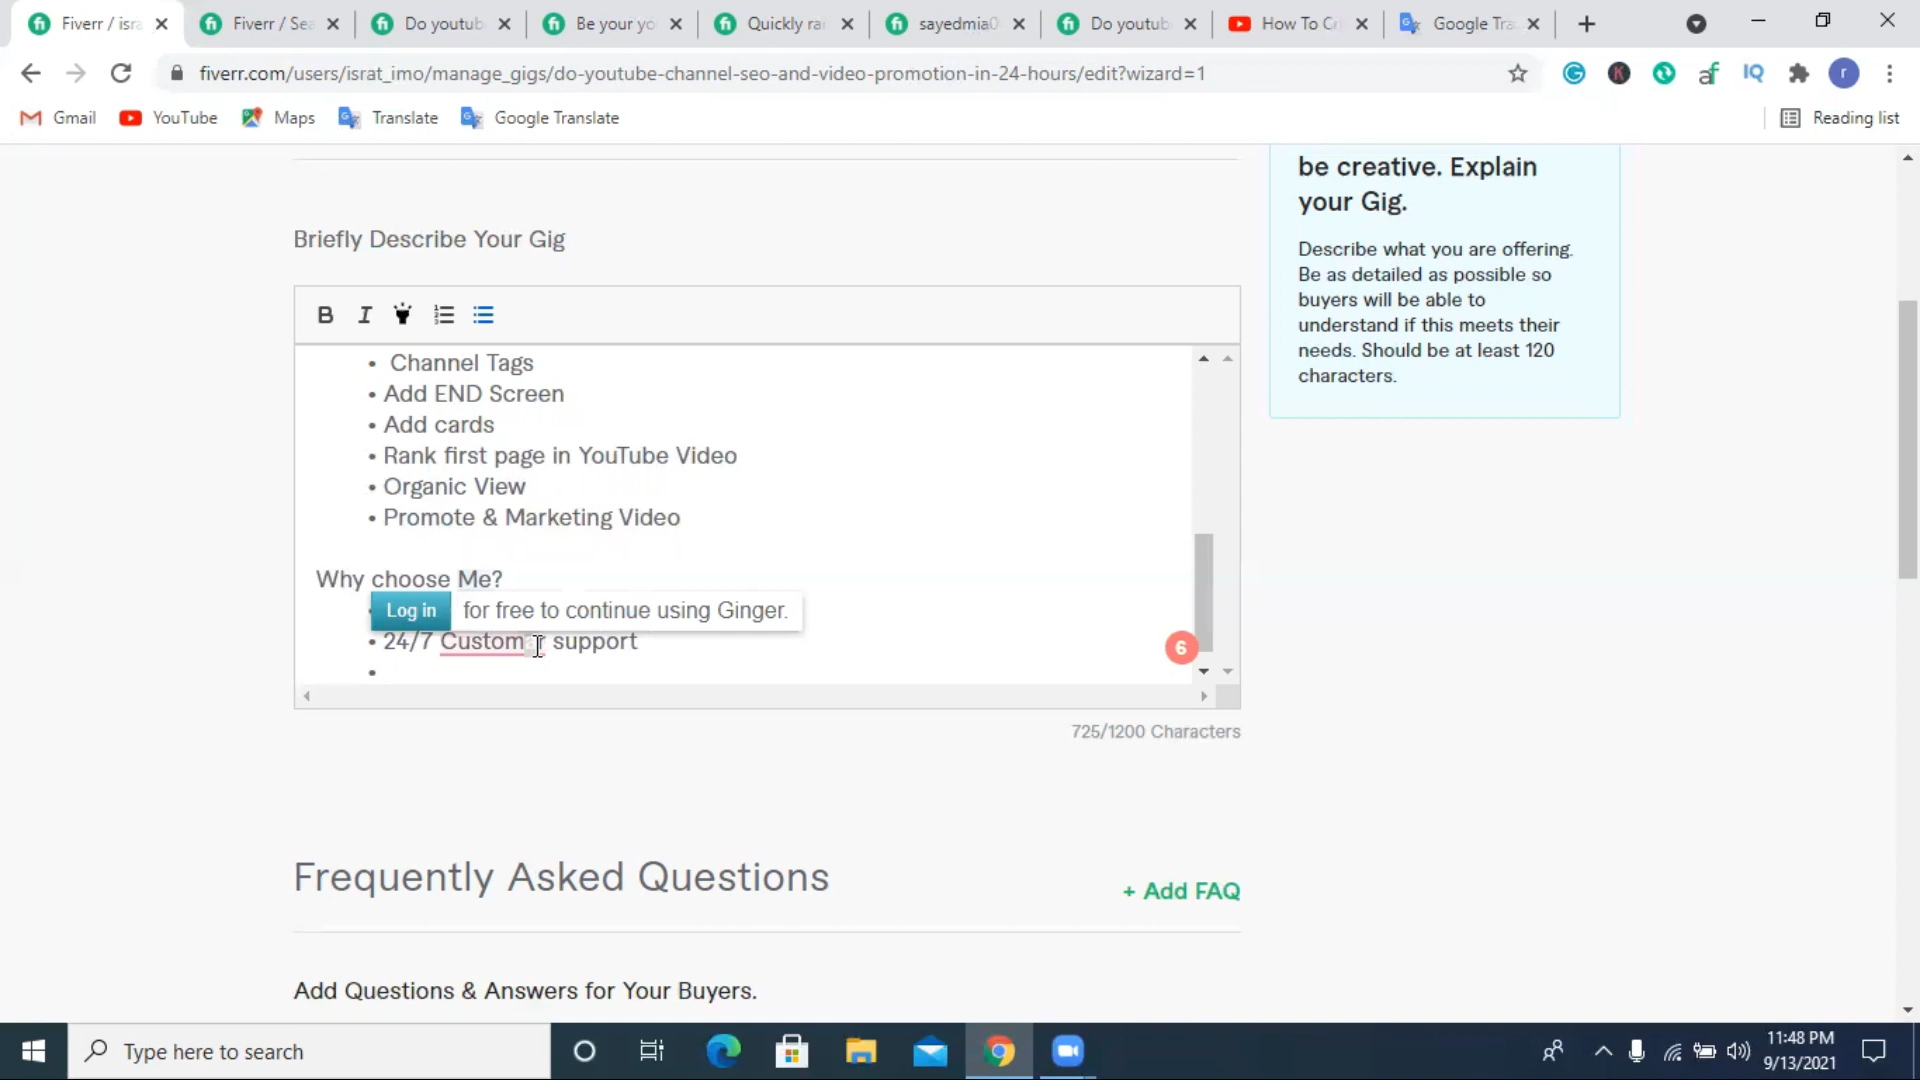 Fiverr / isra
Fiverr / Sea
Do youtub
Be your yo
Quickly ra
sayedmia0
Do youtub
How To Cr
Google Tra
fiverr.com/users/israt_imo/manage_gigs/do-youtube-channel-seo-and-video-promotion-in-24-hours/edit?wizard=1
Gmail
YouTube
Maps
Translate
Google Translate
Reading list
be creative. Explain
your Gig.
Describe what you are offering.
Be as detailed as possible so
buyers will be able to
understand if this meets their
needs. Should be at least 120
characters.
Briefly Describe Your Gig
B I
• Channel Tags
• Add END Screen
• Add cards
• Rank first page in YouTube Video
• Organic View
• Promote & Marketing Video
Why choose Me?
Log in for free to continue using Ginger.
• 24/7 Customar support
•
6
725/1200 Characters
Frequently Asked Questions
+ Add FAQ
Add Questions & Answers for Your Buyers.
Type here to search
11:48 PM
9/13/2021